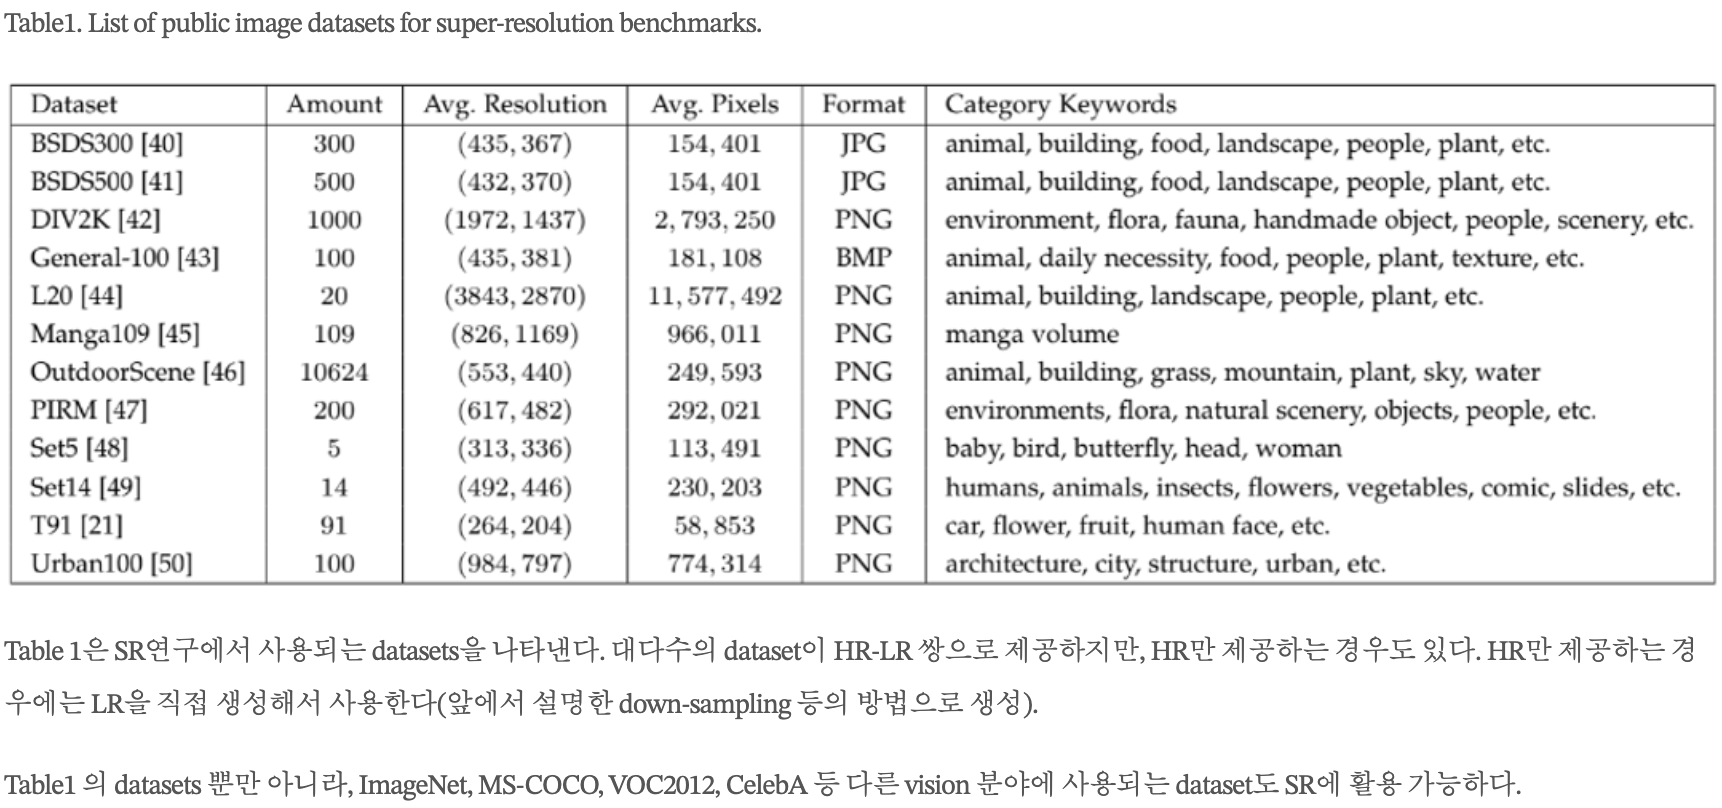 Table1. List of public image datasets for super-resolution benchmarks.
Dataset Amount Avg. Resolution Avg. Pixels Format Category Keywords
BSDS300 [40] 300 (435, 367) 154, 401 JPG animal, building, food, landscape, people, plant, etc.
BSDS500 [41] 500 (432, 370) 154, 401 JPG animal, building, food, landscape, people, plant, etc.
DIV2K [42] 1000 (1972, 1437) 2, 793, 250 PNG environment, flora, fauna, handmade object, people, scenery, etc.
General-100 [43] 100 (435, 381) 181, 108 BMP animal, daily necessity, food, people, plant, texture, etc.
L20 [44] 20 (3843, 2870) 11, 577, 492 PNG animal, building, landscape, people, plant, etc.
Manga109 [45] 109 (826, 1169) 966, 011 PNG manga volume
OutdoorScene [46] 10624 (553, 440) 249, 593 PNG animal, building, grass, mountain, plant, sky, water
PIRM [47] 200 (617, 482) 292, 021 PNG environments, flora, natural scenery, objects, people, etc.
Set5 [48] 5 (313, 336) 113, 491 PNG baby, bird, butterfly, head, woman
Set14 [49] 14 (492, 446) 230, 203 PNG humans, animals, insects, flowers, vegetables, comic, slides, etc.
T91 [21] 91 (264, 204) 58, 853 PNG car, flower, fruit, human face, etc.
Urban100 [50] 100 (984, 797) 774, 314 PNG architecture, city, structure, urban, etc.
Table 1은 SR연구에서 사용되는 datasets을 나타낸다. 대다수의 dataset이 HR-LR 쌍으로 제공하지만, HR만 제공하는 경우도 있다. HR만 제공하는 경
우에는 LR을 직접 생성해서 사용한다(앞에서 설명한 down-sampling 등의 방법으로 생성).
Table1 의 datasets 뿐만 아니라, ImageNet, MS-COCO, VOC2012, CelebA 등 다른 vision 분야에 사용되는 dataset도 SR에 활용 가능하다.